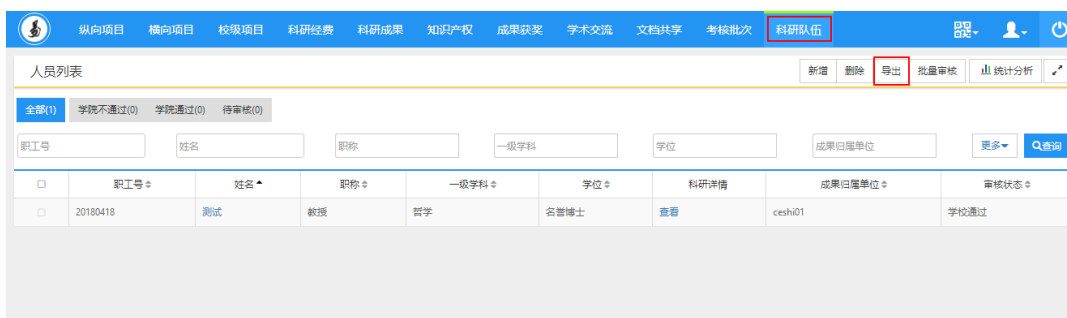 纵向项目 横向项目 校级项目 科研经费 科研成果 知识产权 成果获奖 学术交流 文档共享 考核批次 科研队伍
人员列表 新增 删除 导出 批量审核 统计分析
全部(1) 学院不通过(0) 学院通过(0) 待审核(0)
职工号 姓名 职称 一级学科 学位 成果归属单位 更多 查询
职工号 姓名 职称 一级学科 学位 科研详情 成果归属单位 审核状态
20180418 测试 教授 哲学 名誉博士 查看 ceshi01 学校通过